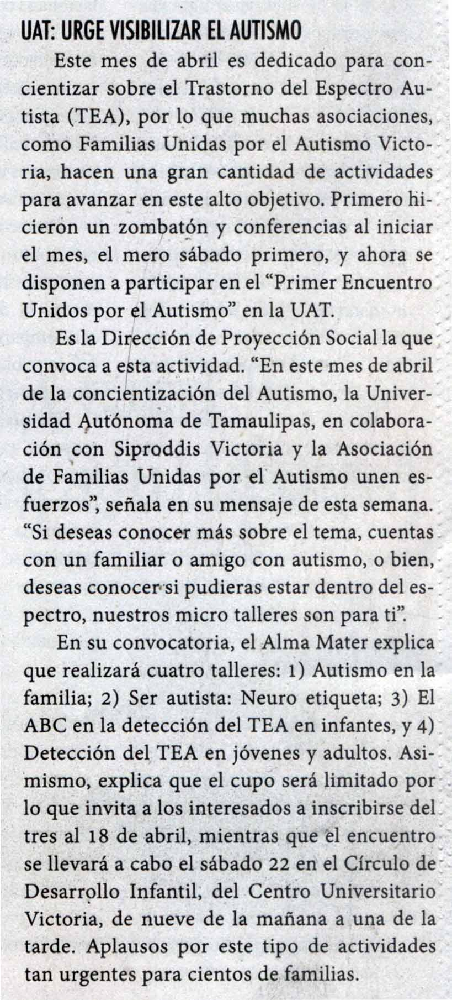 UAT: URGE VISIBILIZAR EL AUTISMO
Este mes de abril es dedicado para con-
cientizar sobre el Trastorno del Espectro Au-
tista (TEA), por lo que muchas asociaciones,
como Familias Unidas por el Autismo Victo-
ria, hacen una gran cantidad de actividades
para avanzar en este alto objetivo. Primero hi-
cieron un zombatón y conferencias al iniciar
el mes, el mero sábado primero, y ahora se
disponen a participar en el “Primer Encuentro
Unidos por el Autismo” en la UAT.
Es la Dirección de Proyección Social la que
convoca a esta actividad. “En este mes de abril
de la concientización del Autismo, la Univer-
sidad Autónoma de Tamaulipas, en colabora-
ción con Siproddis Victoria y la Asociación
de Familias Unidas por el Autismo unen es-
fuerzos”, señala en su mensaje de esta semana.
“Si deseas conocer más sobre el tema, cuentas
con un familiar o amigo con autismo, o bien,
deseas conocer si pudieras estar dentro del es-
pectro, nuestros micro talleres son para ti”.
En su convocatoria, el Alma Mater explica
que realizará cuatro talleres: 1) Autismo en la
familia; 2) Ser autista: Neuro etiqueta; 3) El
ABC en la detección del TEA en infantes, y 4)
Detección del TEA en jóvenes y adultos. Asi-
mismo, explica que el cupo será limitado por
lo que invita a los interesados a inscribirse del
tres al 18 de abril, mientras que el encuentro
se llevará a cabo el sábado 22 en el Círculo de
Desarrollo Infantil, del Centro Universitario
Victoria, de nueve de la mañana a una de la
tarde. Aplausos por este tipo de actividades
tan urgentes para cientos de familias.